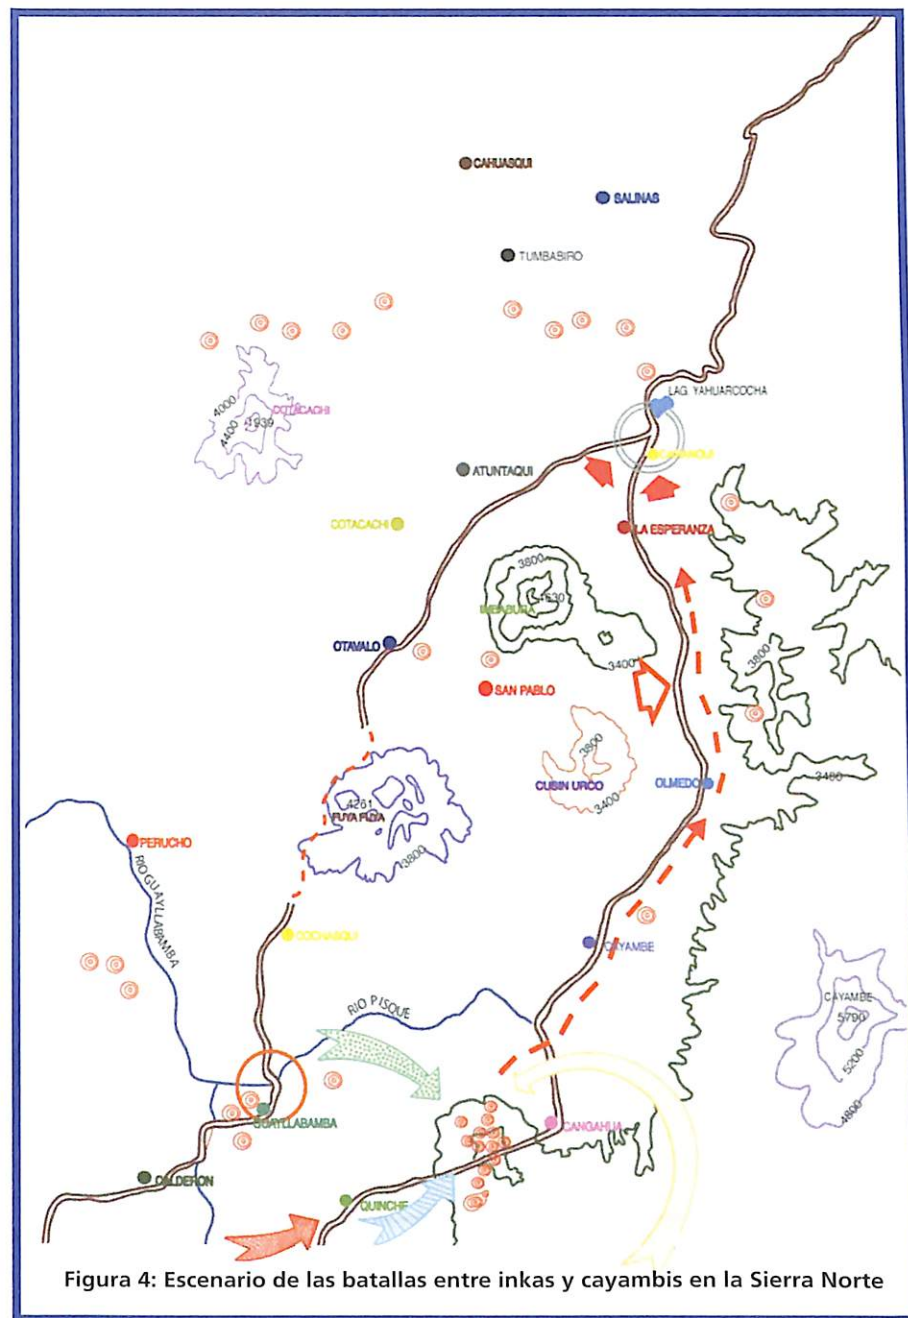 CAHUASQUI
SALINAS
TUMBABIRO
LAG. YAHUARCOCHA
4000
COTACACHI
4400
4939
CARANQUI
ATUNTAQUI
COTACACHI
LA ESPERANZA
3800
4630
IMBABURA
OTAVALO
3400
3800
SAN PABLO
3800
CUSIN URCO
3400
OLMEDO
3400
4261
FUYA FUYA
3800
PERUCHO
RIO GUAYLLABAMBA
COCHASQUI
CAYAMBE
RIO PISQUE
CAYAMBE
5790
5200
4800
GUAYLLABAMBA
CANGAHUA
CALDERON
QUINCHE
Figura 4: Escenario de las batallas entre inkas y cayambis en la Sierra Norte